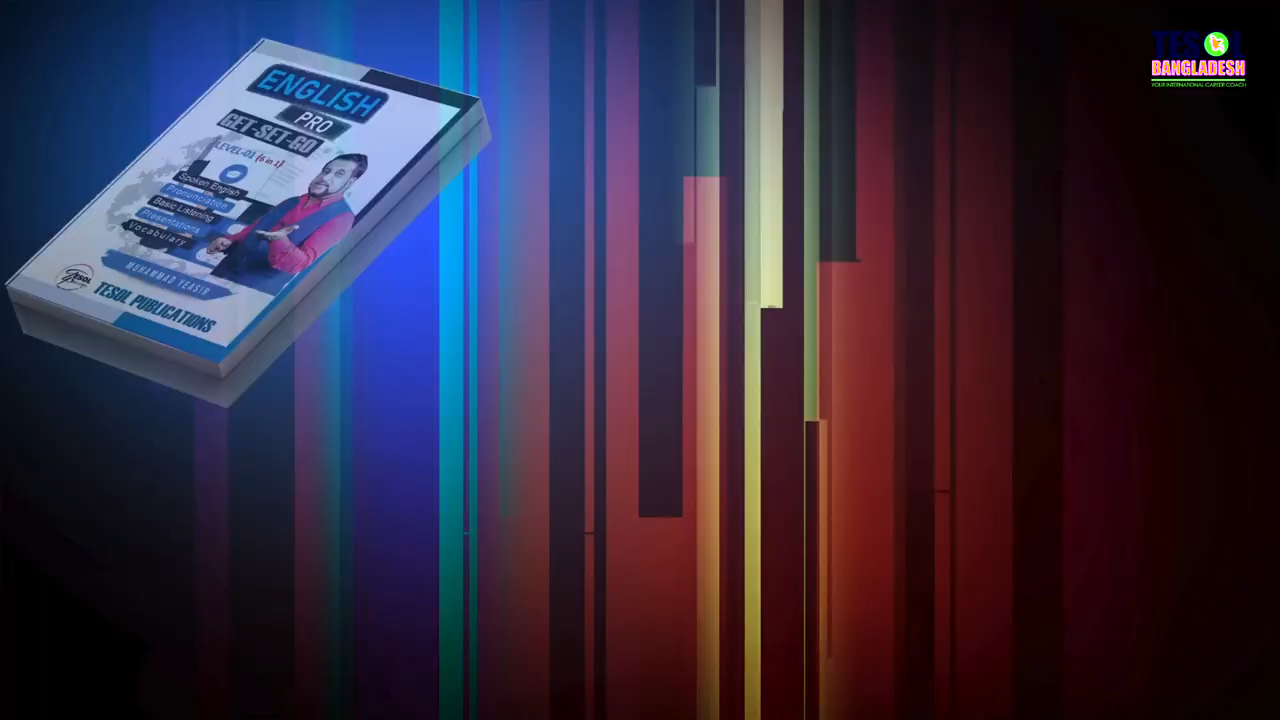 ENGLISH
PRO
GET-SET-GO
LEVEL-01 (6 in 1)
Spoken English
Pronunciation
Basic Listening
Presentations
Vocabulary
MUHAMMAD YEASIR
TESOL
TESOL PUBLICATIONS
TESOL
BANGLADESH
YOUR INTERNATIONAL CAREER COACH